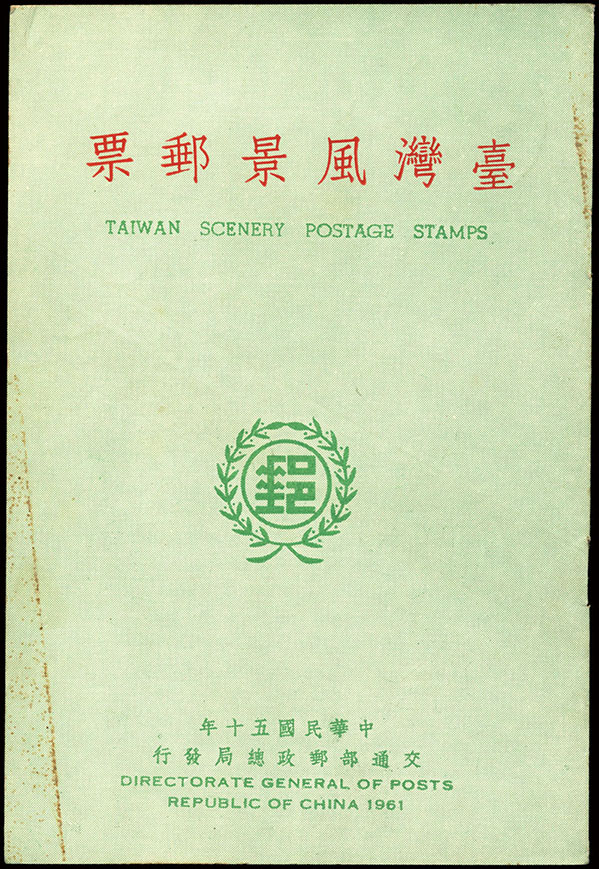 臺灣風景郵票
TAIWAN SCENERY POSTAGE STAMPS
郵
中華民國五十年
交通部郵政總局發行
DIRECTORATE GENERAL OF POSTS
REPUBLIC OF CHINA 1961